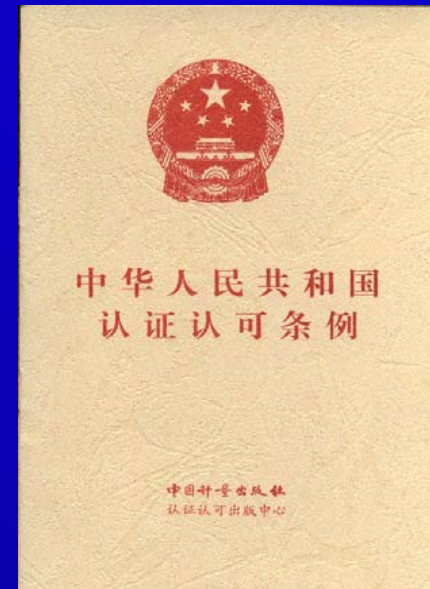 中华人民共和国
认证认可条例
中国计量出版社
认证认可出版中心